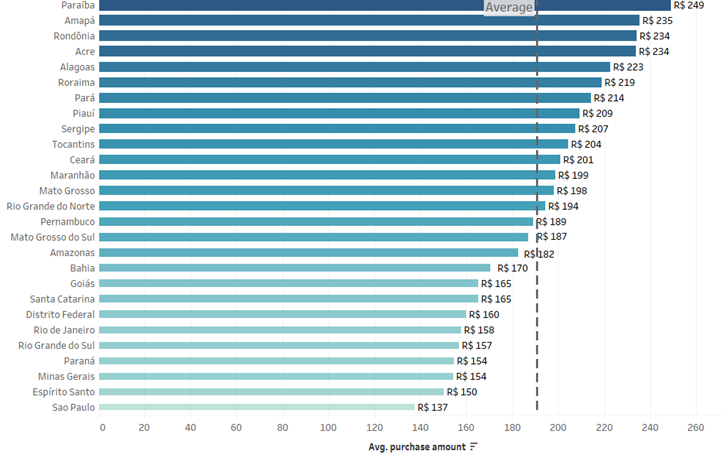 Average
Paraíba R$ 249
Amapá R$ 235
Rondônia R$ 234
Acre R$ 234
Alagoas R$ 223
Roraima R$ 219
Pará R$ 214
Piauí R$ 209
Sergipe R$ 207
Tocantins R$ 204
Ceará R$ 201
Maranhão R$ 199
Mato Grosso R$ 198
Rio Grande do Norte R$ 194
Pernambuco R$ 189
Mato Grosso do Sul R$ 187
Amazonas R$ 182
Bahia R$ 170
Goiás R$ 165
Santa Catarina R$ 165
Distrito Federal R$ 160
Rio de Janeiro R$ 158
Rio Grande do Sul R$ 157
Paraná R$ 154
Minas Gerais R$ 154
Espírito Santo R$ 150
Sao Paulo R$ 137
0 20 40 60 80 100 120 140 160 180 200 220 240 260
Avg. purchase amount